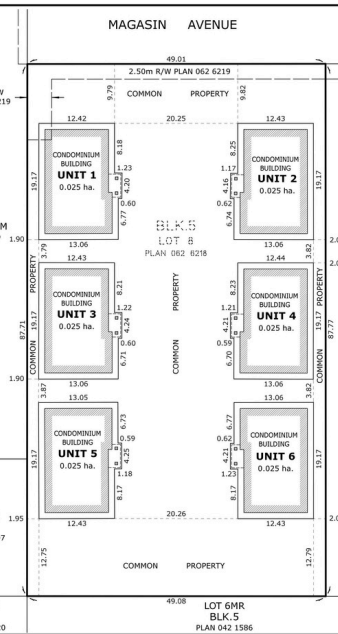 MAGASIN AVENUE
49.01
2.50m R/W PLAN 062 6219
9.79
COMMON PROPERTY
9.82
W
6219
12.42
20.25
12.43
CONDOMINIUM
BUILDING
UNIT 1
0.025 ha.
19.17
8.18
1.23
4.20
0.60
6.77
8.25
1.17
4.16
0.62
6.74
CONDOMINIUM
BUILDING
UNIT 2
0.025 ha.
19.17
BLK.5
LOT 8
PLAN 062 6218
M
1.90
3.79
13.06
12.43
13.06
12.44
3.82
2.0
2.0
PROPERTY
COMMON
87.71
CONDOMINIUM
BUILDING
UNIT 3
0.025 ha.
19.17
8.21
1.22
4.24
0.60
6.71
PROPERTY
COMMON
8.23
1.21
4.21
0.59
6.70
CONDOMINIUM
BUILDING
UNIT 4
0.025 ha.
19.17
87.77
1.90
3.87
13.06
13.05
13.06
13.06
3.82
CONDOMINIUM
BUILDING
UNIT 5
0.025 ha.
19.17
6.73
0.59
4.25
1.18
8.17
6.77
0.62
4.21
1.23
8.17
CONDOMINIUM
BUILDING
UNIT 6
0.025 ha.
19.17
1.95
12.43
20.26
12.43
2.0
12.75
COMMON PROPERTY
12.79
49.08
LOT 6MR
BLK.5
PLAN 042 1586